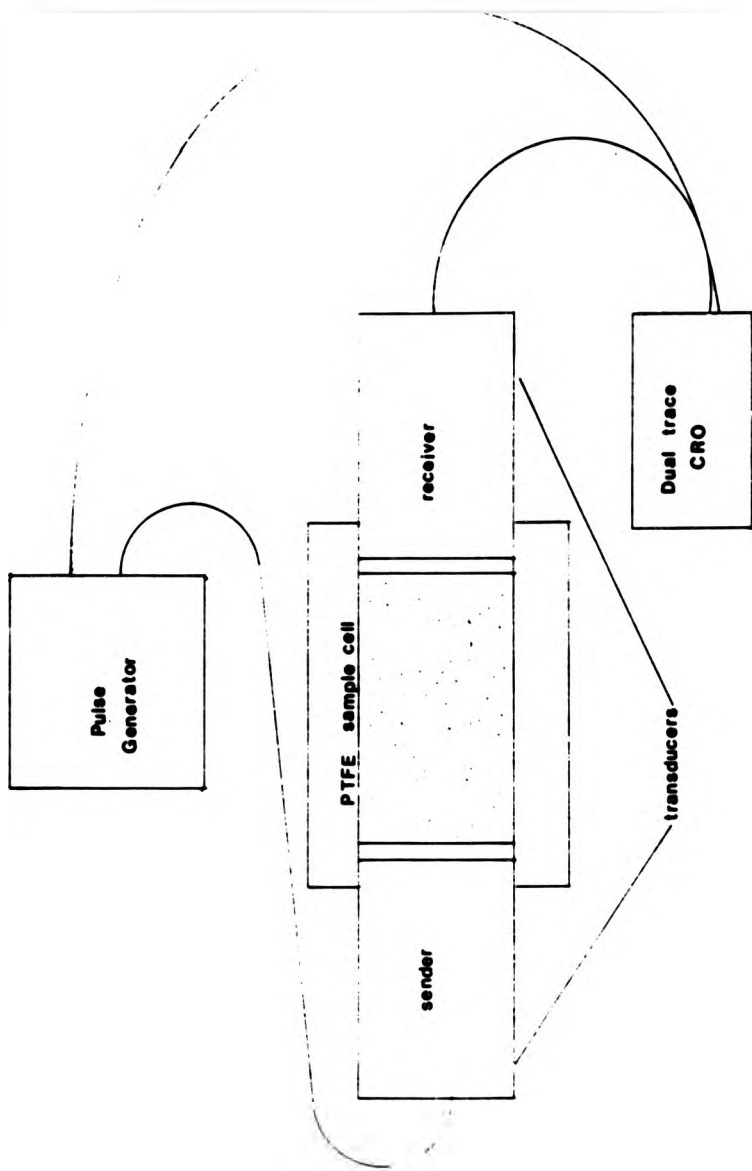 Pulse
Generator
PTFE sample cell
sender
receiver
transducers
Dual trace
CRO